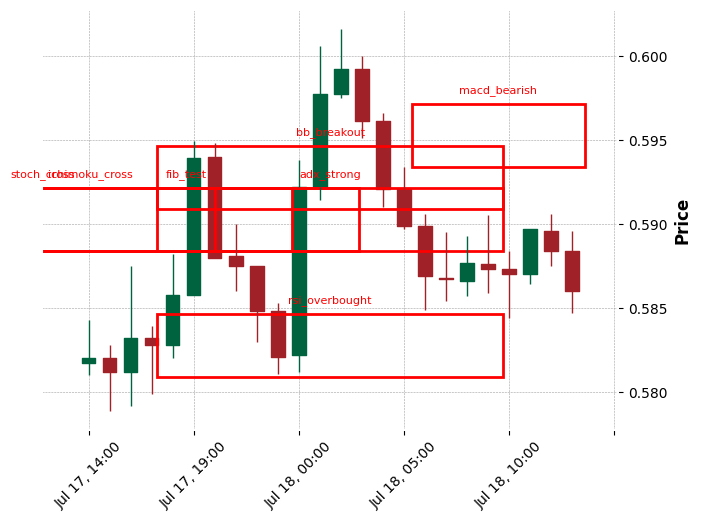 0.600
macd_bearish
0.595
bb_breakout
stoch_cross
ichimoku_cross
fib_test
adx_strong
0.590
Price
0.585
rsi_overbought
0.580
Jul 17, 14:00
Jul 17, 19:00
Jul 18, 00:00
Jul 18, 05:00
Jul 18, 10:00